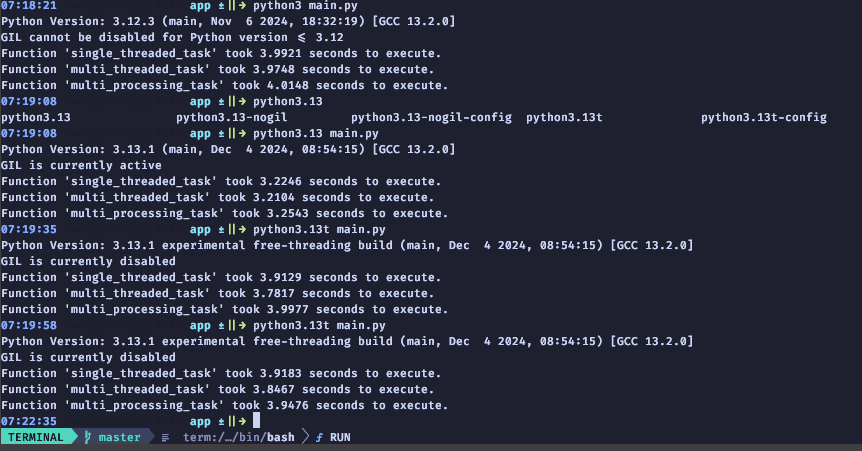 07:18:21 app ±||→ python3 main.py
Python Version: 3.12.3 (main, Nov  6 2024, 18:32:19) [GCC 13.2.0]
GIL cannot be disabled for Python version ≤ 3.12
Function 'single_threaded_task' took 3.9921 seconds to execute.
Function 'multi_threaded_task' took 3.9748 seconds to execute.
Function 'multi_processing_task' took 4.0148 seconds to execute.
07:19:08 app ±||→ python3.13
python3.13 python3.13-nogil python3.13-nogil-config python3.13t python3.13t-config
07:19:08 app ±||→ python3.13 main.py
Python Version: 3.13.1 (main, Dec  4 2024, 08:54:15) [GCC 13.2.0]
GIL is currently active
Function 'single_threaded_task' took 3.2246 seconds to execute.
Function 'multi_threaded_task' took 3.2104 seconds to execute.
Function 'multi_processing_task' took 3.2543 seconds to execute.
07:19:35 app ±||→ python3.13t main.py
Python Version: 3.13.1 experimental free-threading build (main, Dec  4 2024, 08:54:15) [GCC 13.2.0]
GIL is currently disabled
Function 'single_threaded_task' took 3.9129 seconds to execute.
Function 'multi_threaded_task' took 3.7817 seconds to execute.
Function 'multi_processing_task' took 3.9977 seconds to execute.
07:19:58 app ±||→ python3.13t main.py
Python Version: 3.13.1 experimental free-threading build (main, Dec  4 2024, 08:54:15) [GCC 13.2.0]
GIL is currently disabled
Function 'single_threaded_task' took 3.9183 seconds to execute.
Function 'multi_threaded_task' took 3.8467 seconds to execute.
Function 'multi_processing_task' took 3.9476 seconds to execute.
07:22:35 app ±||→
TERMINAL master term:/…/bin/bash ƒ RUN